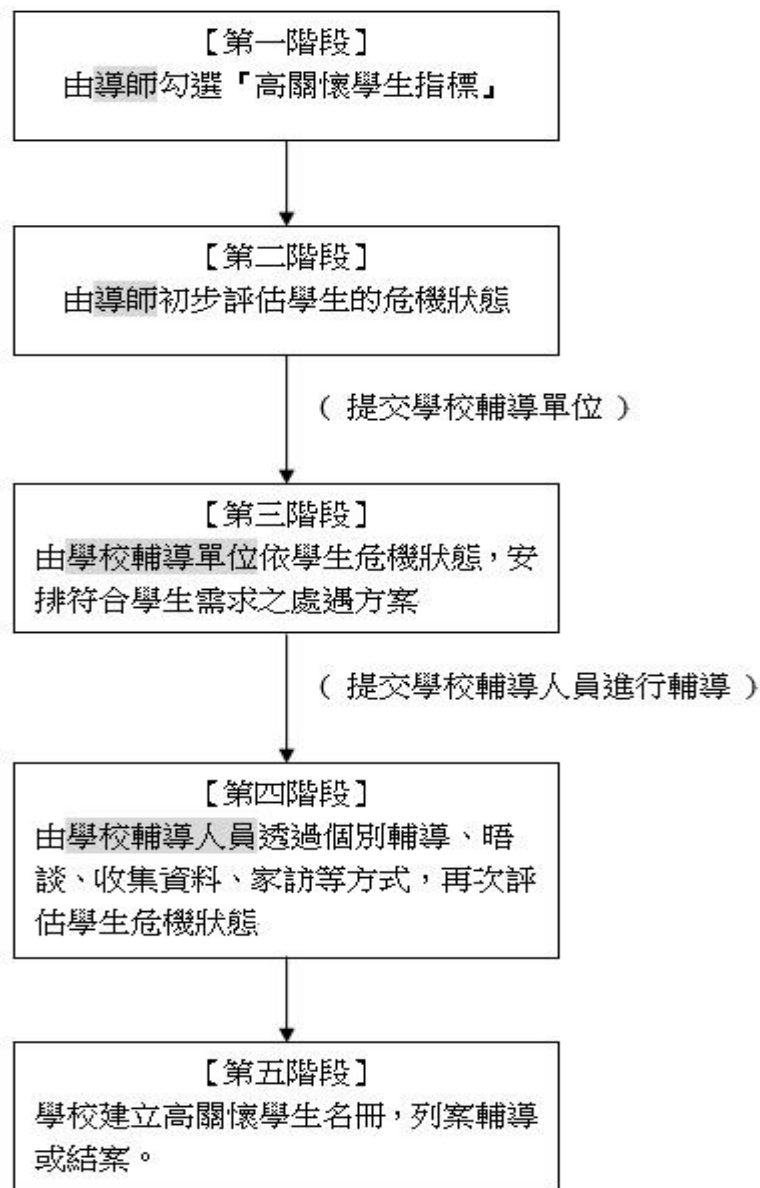 【第一階段】
由導師勾選「高關懷學生指標」
【第二階段】
由導師初步評估學生的危機狀態
（提交學校輔導單位）
【第三階段】
由學校輔導單位依學生危機狀態，安
排符合學生需求之處遇方案
（提交學校輔導人員進行輔導）
【第四階段】
由學校輔導人員透過個別輔導、晤
談、收集資料、家訪等方式，再次評
估學生危機狀態
【第五階段】
學校建立高關懷學生名冊，列案輔導
或結案。